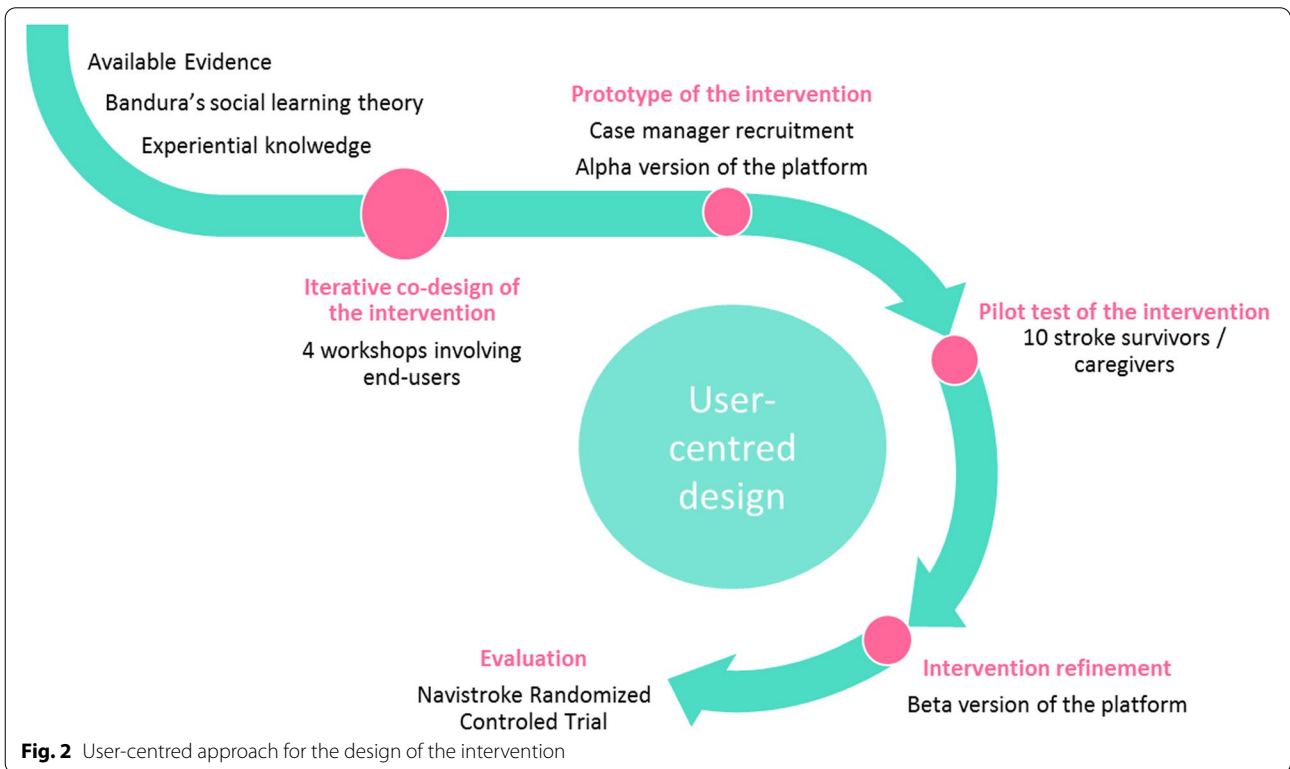 Available Evidence
Bandura's social learning theory
Experiential knolwedge
Prototype of the intervention
Case manager recruitment
Alpha version of the platform
Iterative co-design of
the intervention
4 workshops involving
end-users
Pilot test of the intervention
10 stroke survivors /
caregivers
User-
centred
design
Intervention refinement
Beta version of the platform
Evaluation
Navistroke Randomized
Controled Trial
Fig. 2 User-centred approach for the design of the intervention